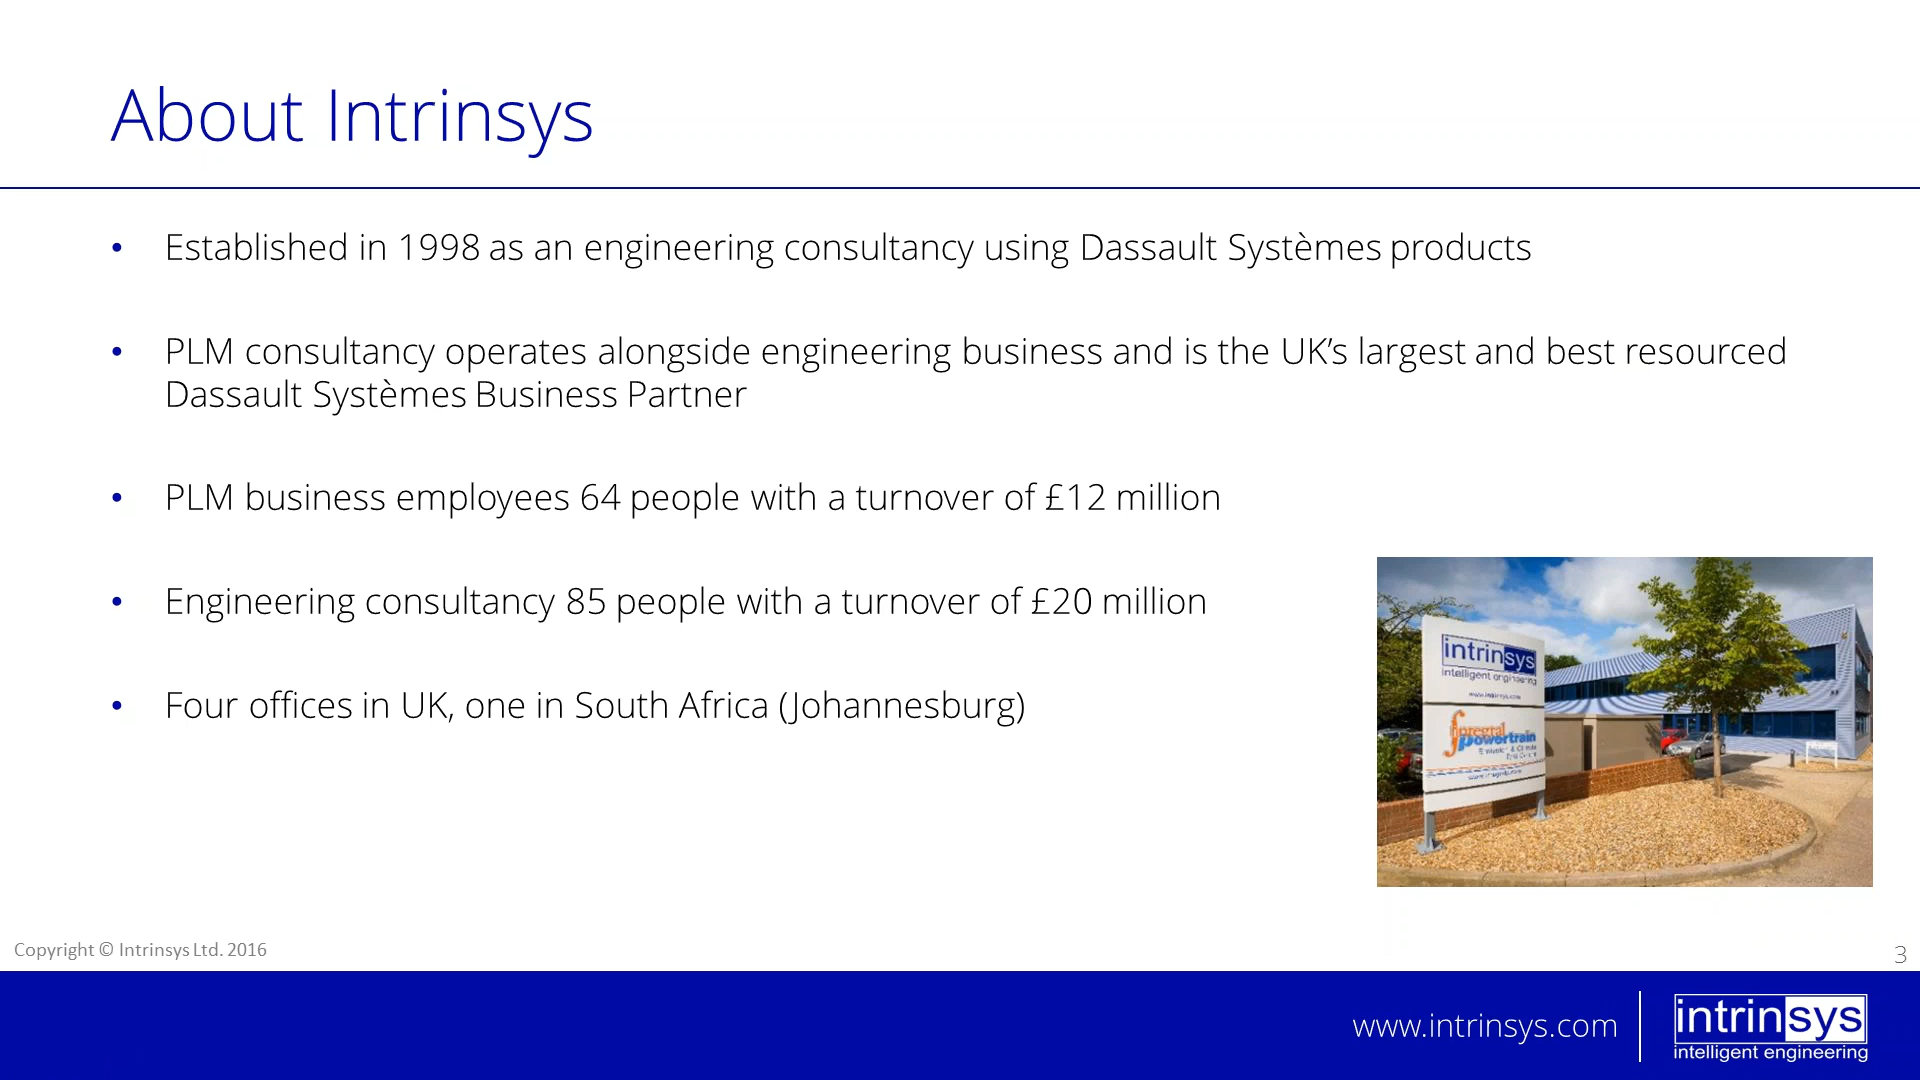 About Intrinsys
• Established in 1998 as an engineering consultancy using Dassault Systèmes products
• PLM consultancy operates alongside engineering business and is the UK’s largest and best resourced
Dassault Systèmes Business Partner
• PLM business employees 64 people with a turnover of £12 million
• Engineering consultancy 85 people with a turnover of £20 million
• Four offices in UK, one in South Africa (Johannesburg)
intrinsys
intelligent engineering
www.intrinsys.com
powertrain
Copyright © Intrinsys Ltd. 2016
3
www.intrinsys.com
intrinsys
intelligent engineering